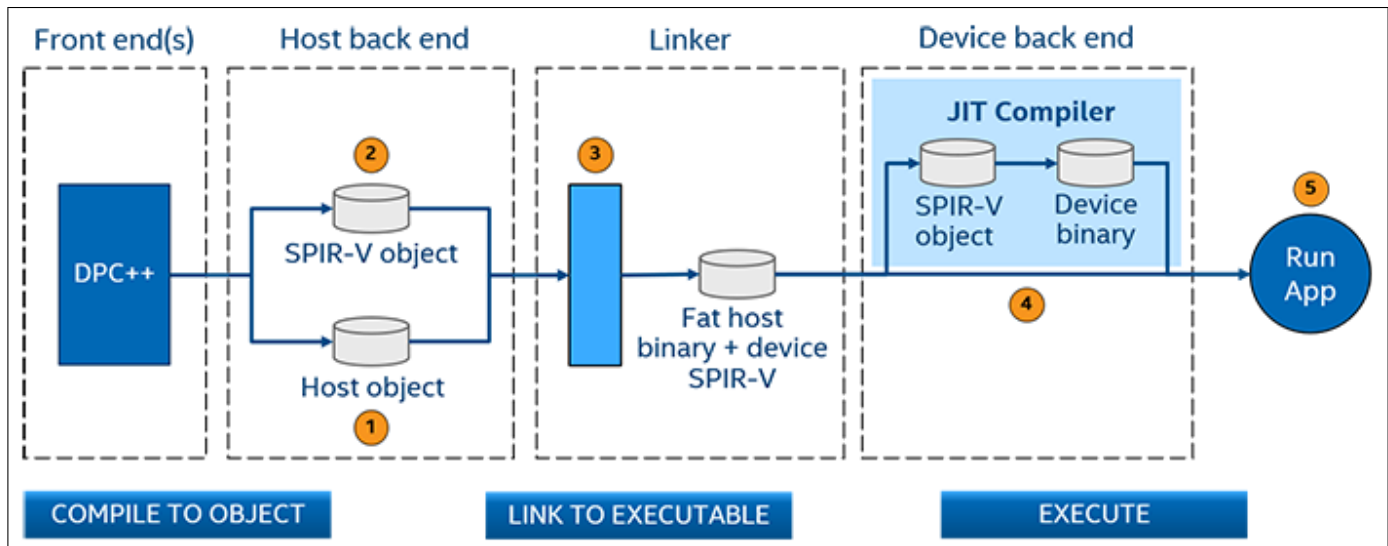 Front end(s)
Host back end
Linker
Device back end
JIT Compiler
2
3
5
SPIR-V
object
Device
binary
SPIR-V object
DPC++
Run
App
4
Fat host
binary + device
SPIR-V
Host object
1
COMPILE TO OBJECT
LINK TO EXECUTABLE
EXECUTE